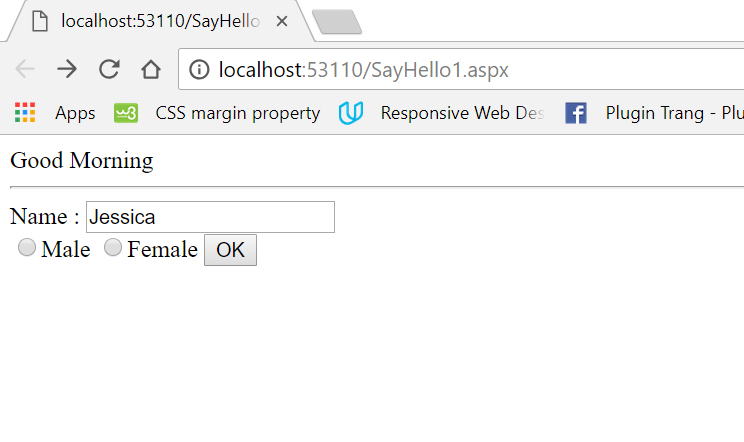 localhost:53110/SayHello
localhost:53110/SayHello1.aspx
Apps w3 CSS margin property Responsive Web Des Plugin Trang - Plu
Good Morning
Name : Jessica
Male Female OK